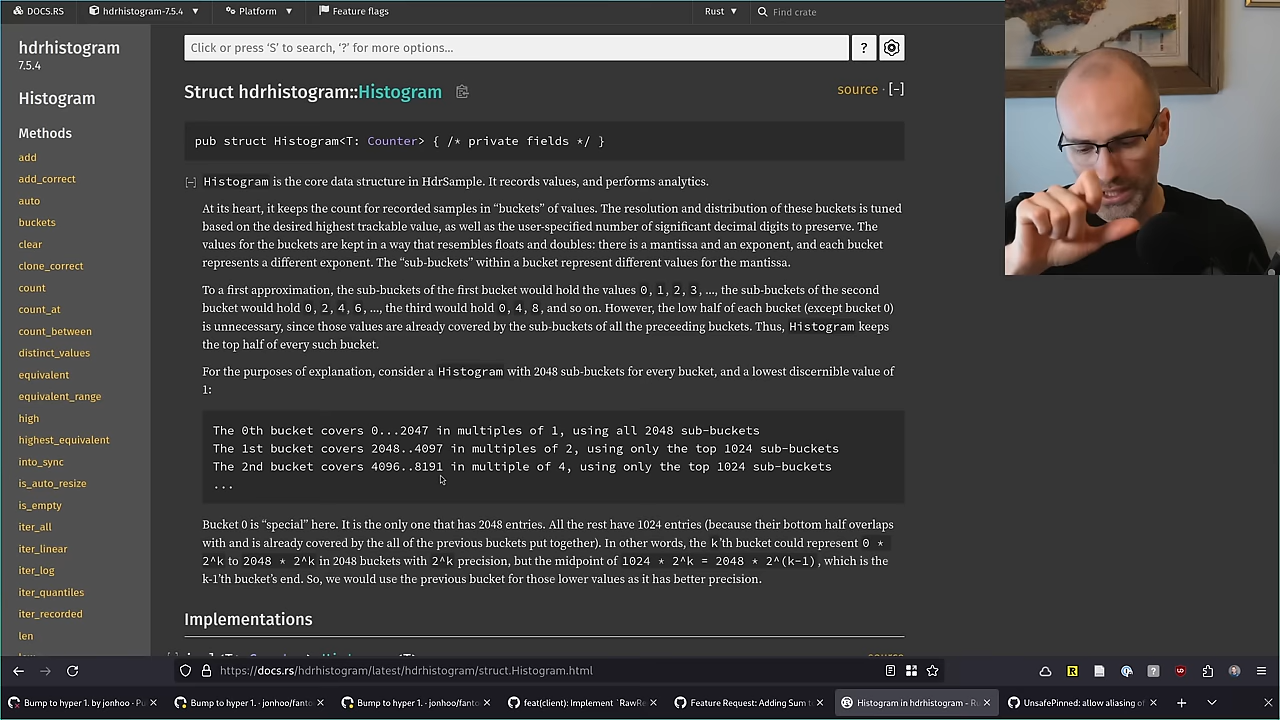 DOCS.RS hdrhistogram-7.5.4 Platform Feature flags Rust Find crate
hdrhistogram
7.5.4
Histogram
Methods
add
add_correct
auto
buckets
clear
clone_correct
count
count_at
count_between
distinct_values
equivalent
equivalent_range
high
highest_equivalent
into_sync
is_auto_resize
is_empty
iter_all
iter_linear
iter_log
iter_quantiles
iter_recorded
len
Click or press ‘S’ to search, ‘?’ for more options…
?
Struct hdrhistogram::Histogram
source · [−]
pub struct Histogram<T: Counter> { /* private fields */ }
[−] Histogram is the core data structure in HdrSample. It records values, and performs analytics.
At its heart, it keeps the count for recorded samples in “buckets” of values. The resolution and distribution of these buckets is tuned
based on the desired highest trackable value, as well as the user-specified number of significant decimal digits to preserve. The
values for the buckets are kept in a way that resembles floats and doubles: there is a mantissa and an exponent, and each bucket
represents a different exponent. The “sub-buckets” within a bucket represent different values for the mantissa.
To a first approximation, the sub-buckets of the first bucket would hold the values 0, 1, 2, 3, …, the sub-buckets of the second
bucket would hold 0, 2, 4, 6, …, the third would hold 0, 4, 8, and so on. However, the low half of each bucket (except bucket 0)
is unnecessary, since those values are already covered by the sub-buckets of all the preceeding buckets. Thus, Histogram keeps
the top half of every such bucket.
For the purposes of explanation, consider a Histogram with 2048 sub-buckets for every bucket, and a lowest discernible value of
1:
The 0th bucket covers 0...2047 in multiples of 1, using all 2048 sub-buckets
The 1st bucket covers 2048..4097 in multiples of 2, using only the top 1024 sub-buckets
The 2nd bucket covers 4096..8191 in multiple of 4, using only the top 1024 sub-buckets
...
Bucket 0 is “special” here. It is the only one that has 2048 entries. All the rest have 1024 entries (because their bottom half overlaps
with and is already covered by the all of the previous buckets put together). In other words, the k’th bucket could represent 0 *
2^k to 2048 * 2^k in 2048 buckets with 2^k precision, but the midpoint of 1024 * 2^k = 2048 * 2^(k-1), which is the
k-1’th bucket’s end. So, we would use the previous bucket for those lower values as it has better precision.
Implementations
https://docs.rs/hdrhistogram/latest/hdrhistogram/struct.Histogram.html
Bump to hyper 1. by jonhoo · Pu Bump to hyper 1. · jonhoo/fanto Bump to hyper 1. · jonhoo/fanto feat(client): Implement `RawRe Feature Request: Adding Sum t Histogram in hdrhistogram - Ru UnsafePinned: allow aliasing of